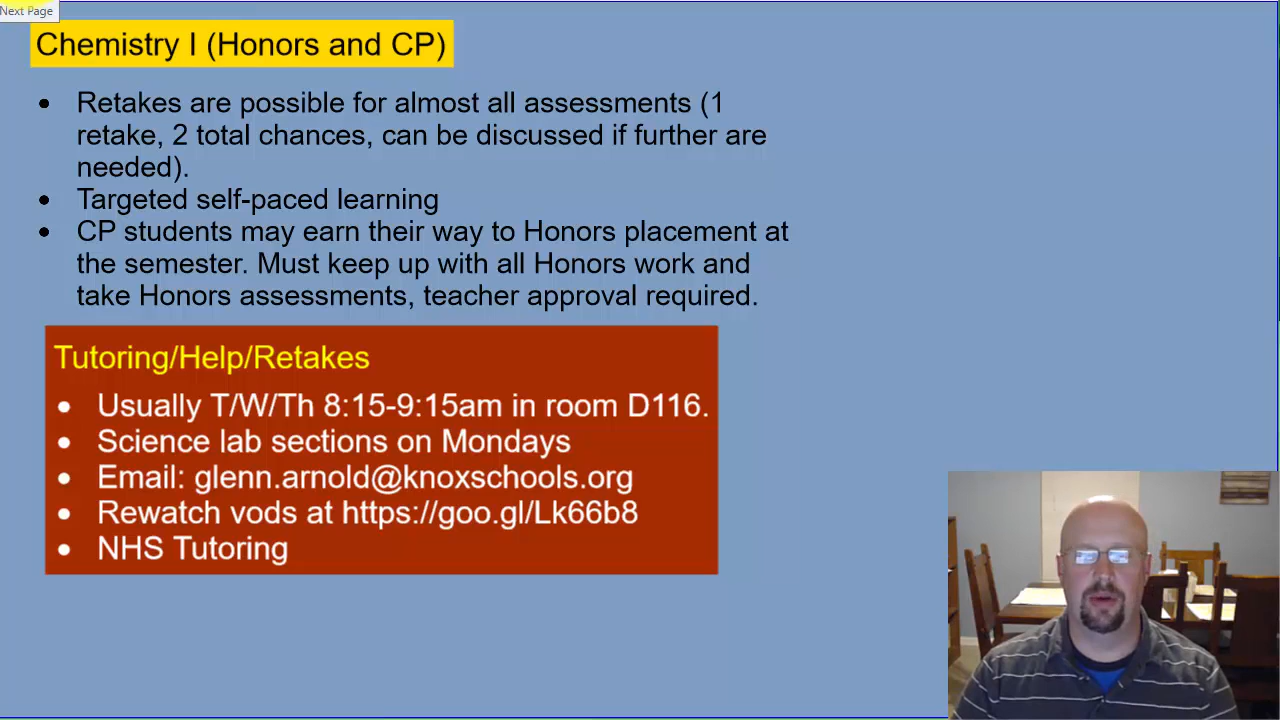 Next Page
Chemistry I (Honors and CP)
• Retakes are possible for almost all assessments (1
retake, 2 total chances, can be discussed if further are
needed).
• Targeted self-paced learning
• CP students may earn their way to Honors placement at
the semester. Must keep up with all Honors work and
take Honors assessments, teacher approval required.
Tutoring/Help/Retakes
• Usually T/W/Th 8:15-9:15am in room D116.
• Science lab sections on Mondays
• Email: glenn.arnold@knoxschools.org
• Rewatch vods at https://goo.gl/Lk66b8
• NHS Tutoring